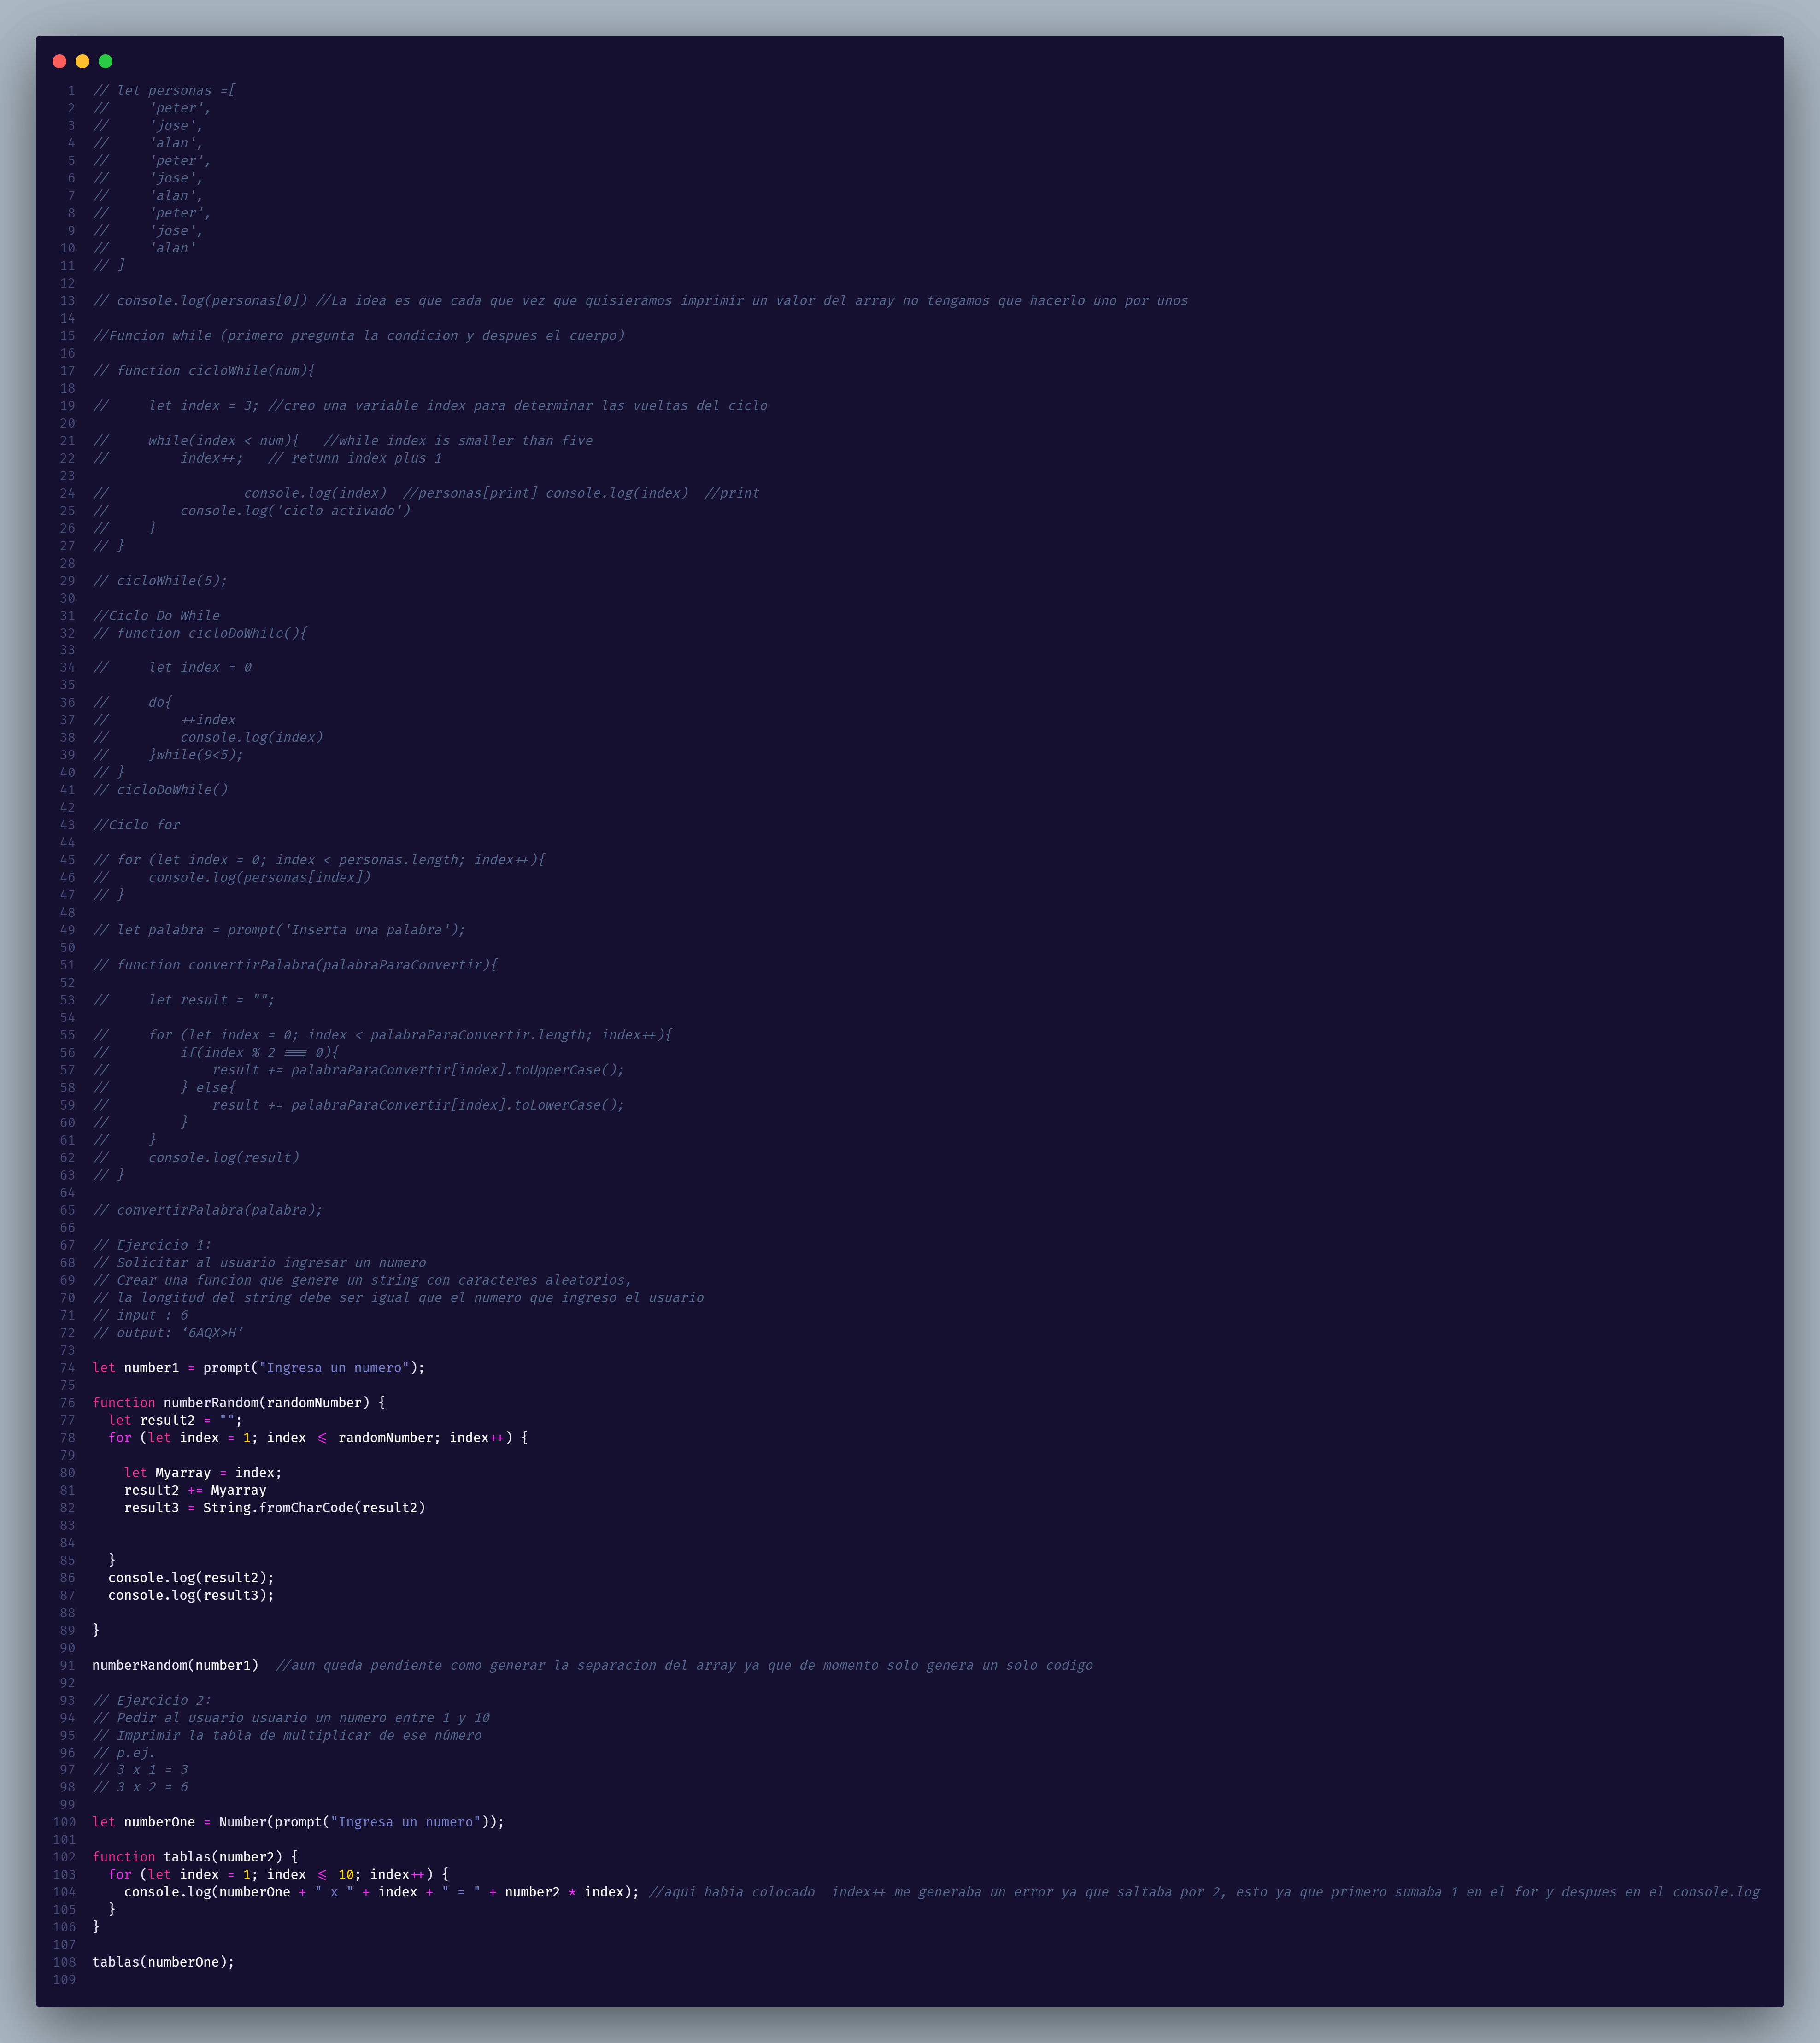 1 // let personas =[
2 //     'peter',
3 //     'jose',
4 //     'alan',
5 //     'peter',
6 //     'jose',
7 //     'alan',
8 //     'peter',
9 //     'jose',
10 //     'alan'
11 // ]
12
13 // console.log(personas[0]) //La idea es que cada que vez que quisieramos imprimir un valor del array no tengamos que hacerlo uno por unos
14
15 //Funcion while (primero pregunta la condicion y despues el cuerpo)
16
17 // function cicloWhile(num){
18
19 //     let index = 3; //creo una variable index para determinar las vueltas del ciclo
20
21 //     while(index < num){   //while index is smaller than five
22 //         index++;   // retunn index plus 1
23
24 //                 console.log(index)  //personas[print] console.log(index)  //print
25 //         console.log('ciclo activado')
26 //     }
27 // }
28
29 // cicloWhile(5);
30
31 //Ciclo Do While
32 // function cicloDoWhile(){
33
34 //     let index = 0
35
36 //     do{
37 //         ++index
38 //         console.log(index)
39 //     }while(9<5);
40 // }
41 // cicloDoWhile()
42
43 //Ciclo for
44
45 // for (let index = 0; index < personas.length; index++){
46 //     console.log(personas[index])
47 // }
48
49 // let palabra = prompt('Inserta una palabra');
50
51 // function convertirPalabra(palabraParaConvertir){
52
53 //     let result = "";
54
55 //     for (let index = 0; index < palabraParaConvertir.length; index++){
56 //         if(index % 2 === 0){
57 //             result += palabraParaConvertir[index].toUpperCase();
58 //         } else{
59 //             result += palabraParaConvertir[index].toLowerCase();
60 //         }
61 //     }
62 //     console.log(result)
63 // }
64
65 // convertirPalabra(palabra);
66
67 // Ejercicio 1:
68 // Solicitar al usuario ingresar un numero
69 // Crear una funcion que genere un string con caracteres aleatorios,
70 // la longitud del string debe ser igual que el numero que ingreso el usuario
71 // input : 6
72 // output: ‘6AQX>H’
73
74 let number1 = prompt("Ingresa un numero");
75
76 function numberRandom(randomNumber) {
77   let result2 = "";
78   for (let index = 1; index <= randomNumber; index++) {
79
80     let Myarray = index;
81     result2 += Myarray
82     result3 = String.fromCharCode(result2)
83
84
85   }
86   console.log(result2);
87   console.log(result3);
88
89 }
90
91 numberRandom(number1)  //aun queda pendiente como generar la separacion del array ya que de momento solo genera un solo codigo
92
93 // Ejercicio 2:
94 // Pedir al usuario usuario un numero entre 1 y 10
95 // Imprimir la tabla de multiplicar de ese número
96 // p.ej.
97 // 3 x 1 = 3
98 // 3 x 2 = 6
99
100 let numberOne = Number(prompt("Ingresa un numero"));
101
102 function tablas(number2) {
103   for (let index = 1; index <= 10; index++) {
104     console.log(numberOne + " x " + index + " = " + number2 * index); //aqui habia colocado  index++ me generaba un error ya que saltaba por 2, esto ya que primero sumaba 1 en el for y despues en el console.log
105   }
106 }
107
108 tablas(numberOne);
109